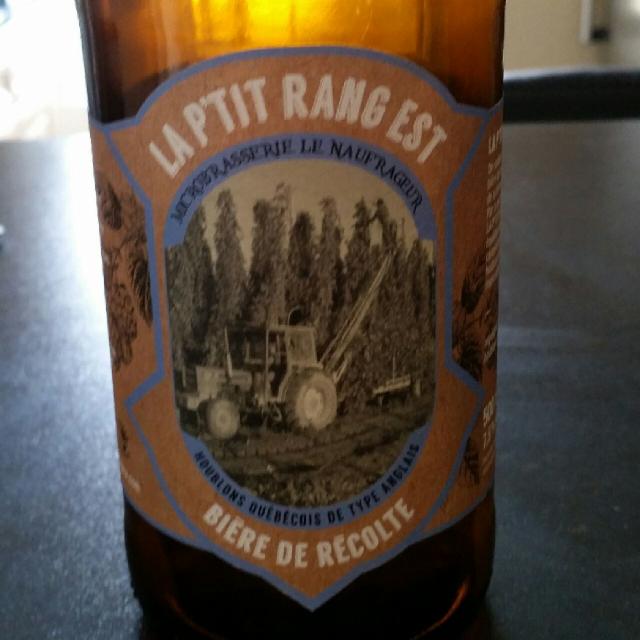 LA P'TIT RANG EST
MICROBRASSERIE LE NAUFRAGEUR
HOUBLONS QUÉBÉCOIS DE TYPE ANGLAIS
BIÈRE DE RÉCOLTE